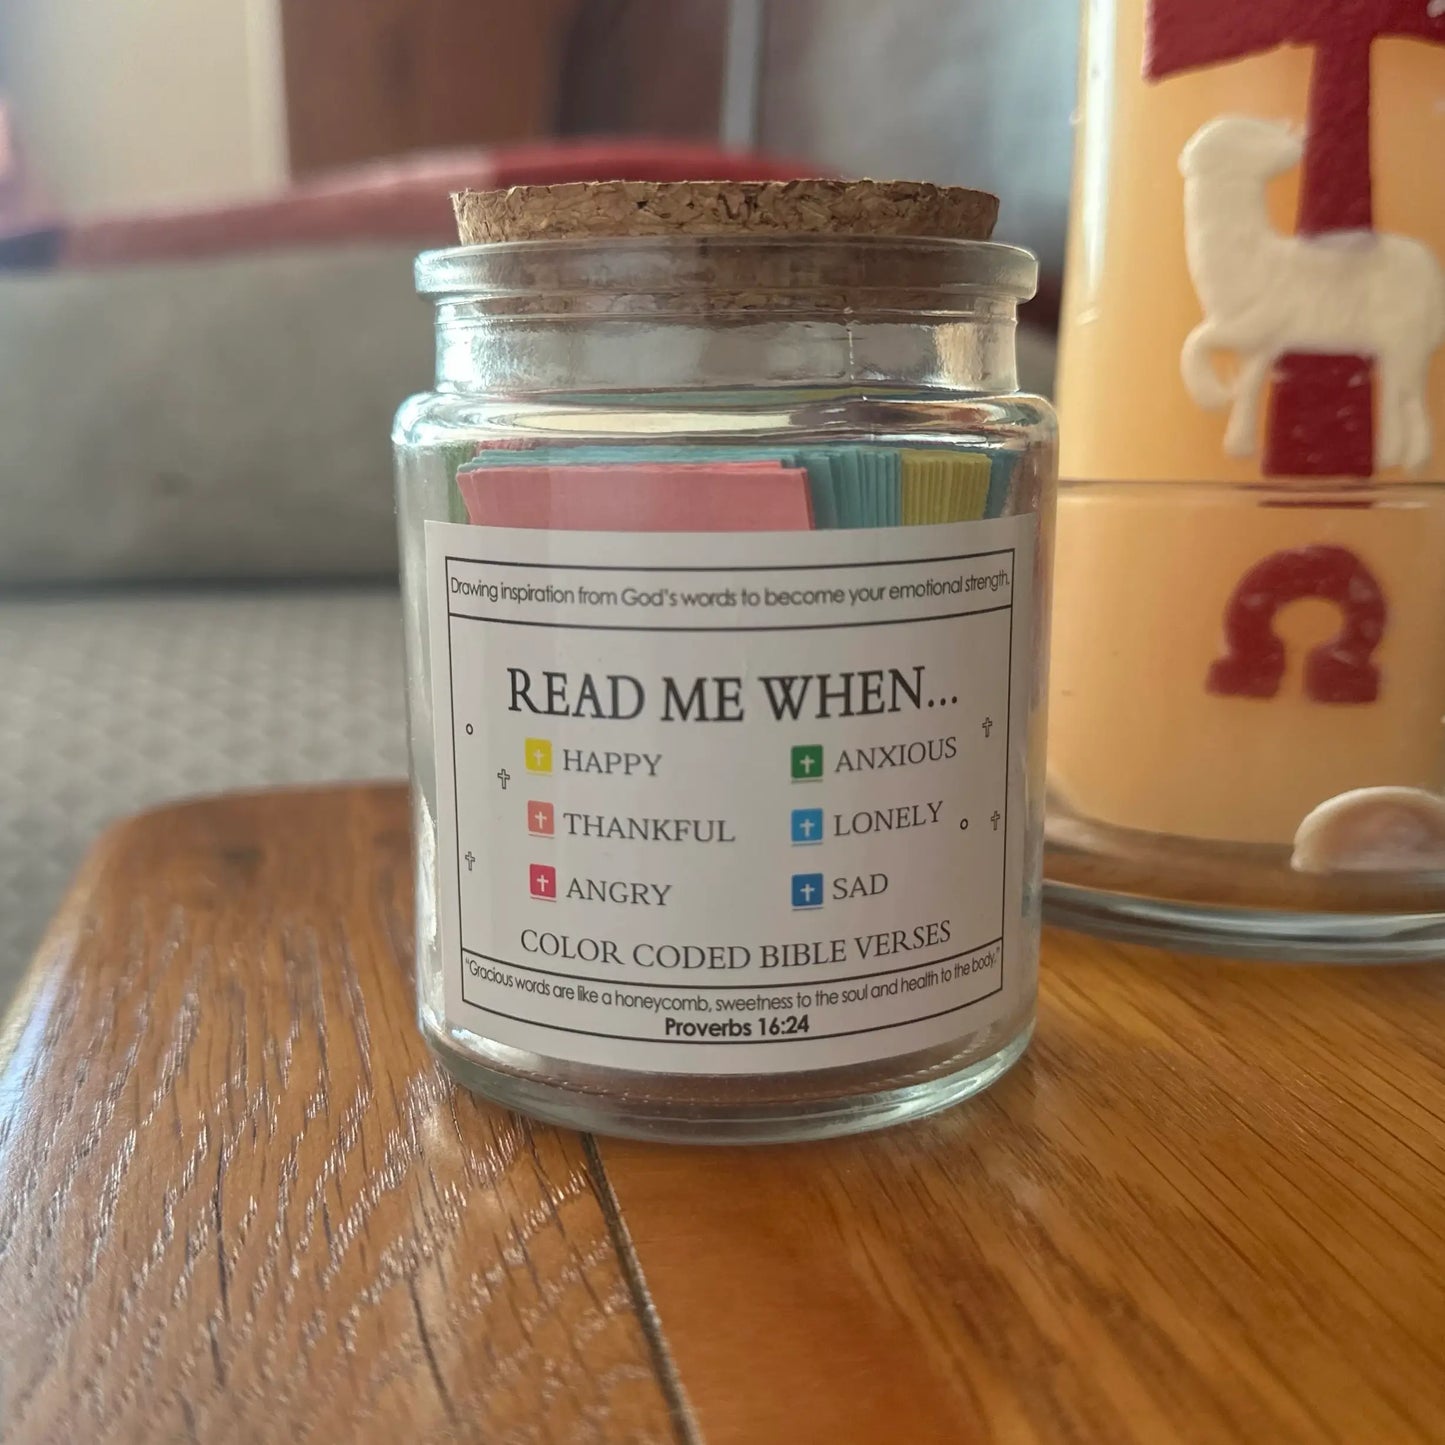 Drawing inspiration from God's words to become your emotional strength.
READ ME WHEN...
HAPPY
ANXIOUS
THANKFUL
LONELY
ANGRY
SAD
COLOR CODED BIBLE VERSES
"Gracious words are like a honeycomb, sweetness to the soul and health to the body."
Proverbs 16:24
Ω